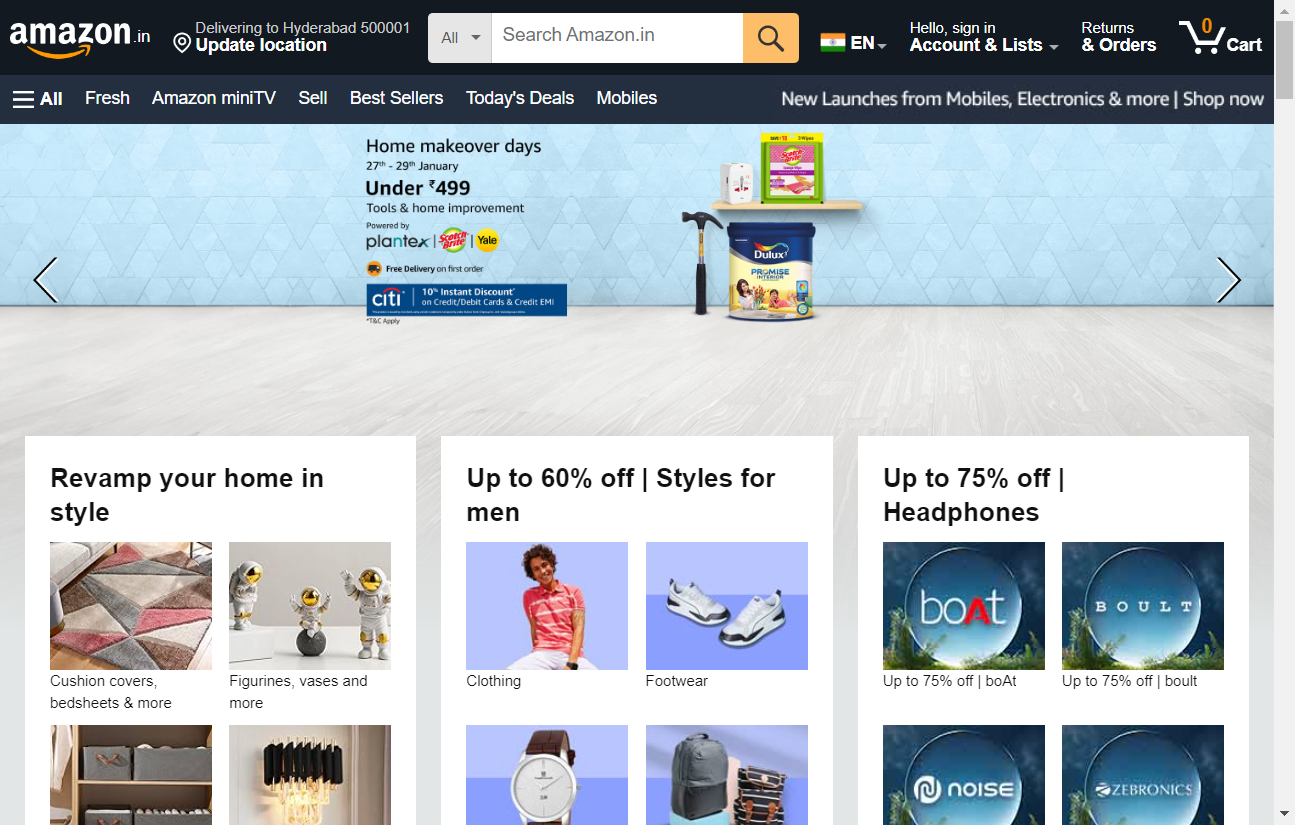 amazon.in
Delivering to Hyderabad 500001
Update location
All
Search Amazon.in
EN
Hello, sign in
Account & Lists
Returns
& Orders
0
Cart
All
Fresh
Amazon miniTV
Sell
Best Sellers
Today's Deals
Mobiles
New Launches from Mobiles, Electronics & more | Shop now
Home makeover days
27th - 29th January
Under ₹499
Tools & home improvement
Powered by
plantex | Scotch Brite | Yale
Free Delivery on first order
citi
10% Instant Discount*
on Credit/Debit Cards & Credit EMI
*T&C Apply
Scotch Brite
Dulux
PROMISE
INTERIOR
Revamp your home in
style
Cushion covers,
bedsheets & more
Figurines, vases and
more
Up to 60% off | Styles for
men
Clothing
Footwear
Up to 75% off |
Headphones
boAt
BOULT
Up to 75% off | boAt
Up to 75% off | boult
noise
ZEBRONICS